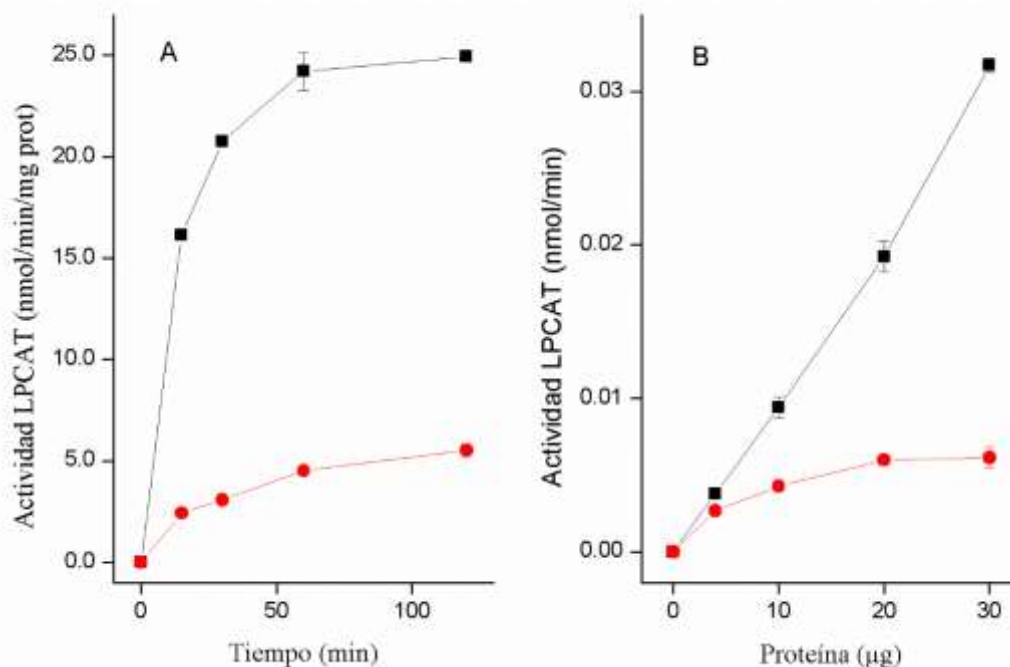 A
Actividad LPCAT (nmol/min/mg prot)
25.0
20.0
15.0
10.0
5.0
0.0
0 50 100
Tiempo (min)
B
Actividad LPCAT (nmol/min)
0.03
0.02
0.01
0.00
0 10 20 30
Proteína (µg)